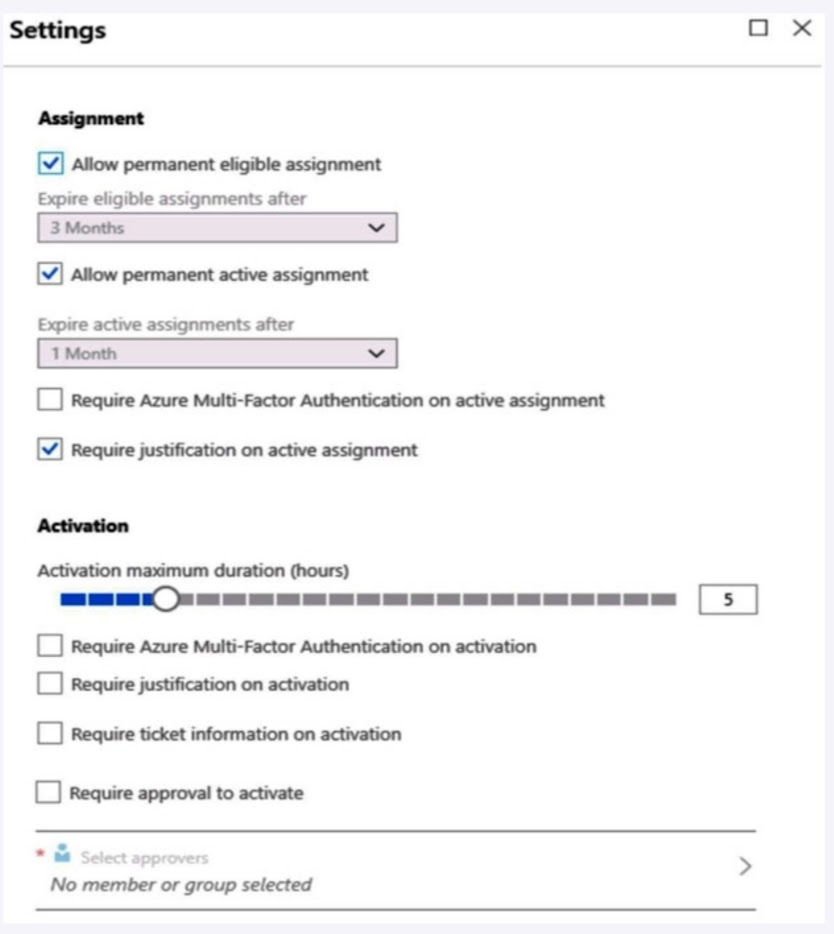 Settings
Assignment
Allow permanent eligible assignment
Expire eligible assignments after
3 Months
Allow permanent active assignment
Expire active assignments after
1 Month
Require Azure Multi-Factor Authentication on active assignment
Require justification on active assignment
Activation
Activation maximum duration (hours)
5
Require Azure Multi-Factor Authentication on activation
Require justification on activation
Require ticket information on activation
Require approval to activate
* Select approvers
No member or group selected